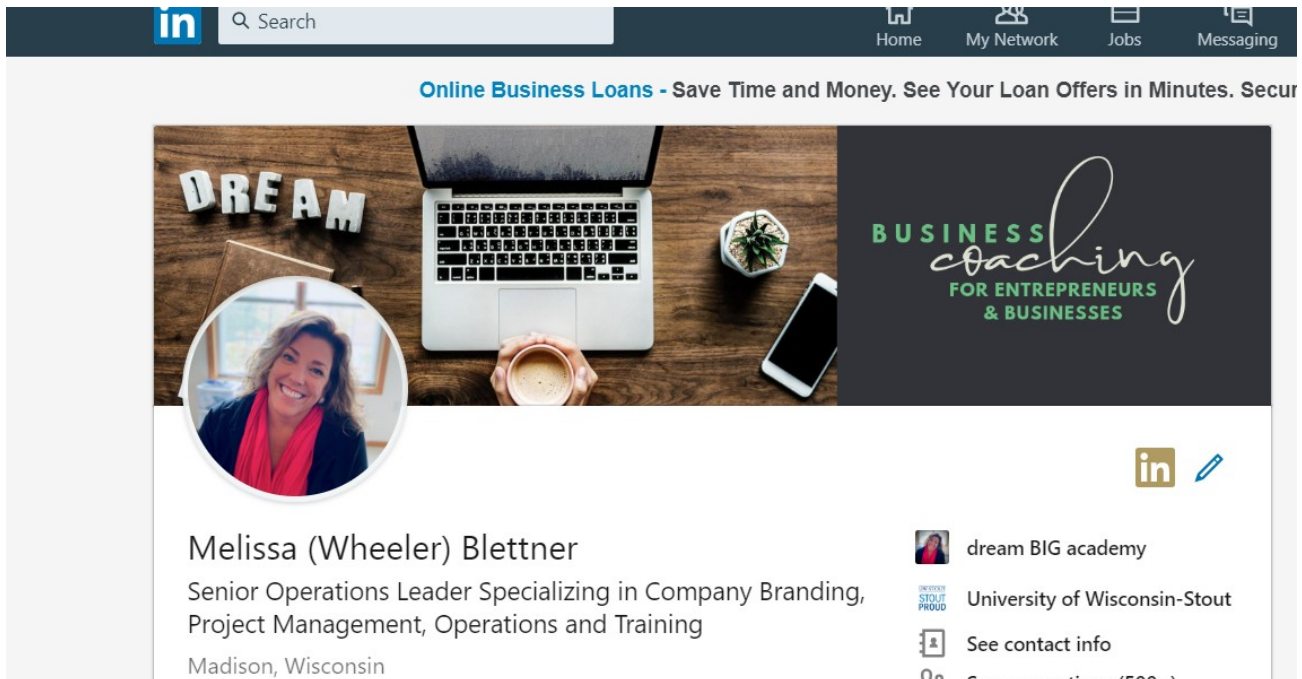 in
Search
Home
My Network
Jobs
Messaging
Online Business Loans - Save Time and Money. See Your Loan Offers in Minutes.
DREAM
BUSINESS
coaching
FOR ENTREPRENEURS
& BUSINESSES
in
Melissa (Wheeler) Blettner
Senior Operations Leader Specializing in Company Branding,
Project Management, Operations and Training
Madison, Wisconsin
dream BIG academy
STOUT
PROUD
University of Wisconsin-Stout
See contact info